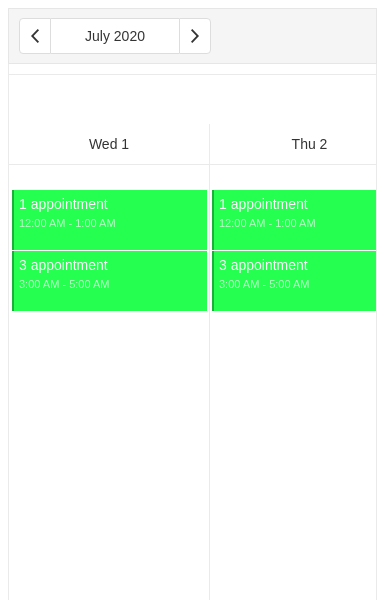 July 2020
Wed 1
Thu 2
1 appointment
12:00 AM - 1:00 AM
3 appointment
3:00 AM - 5:00 AM
1 appointment
12:00 AM - 1:00 AM
3 appointment
3:00 AM - 5:00 AM